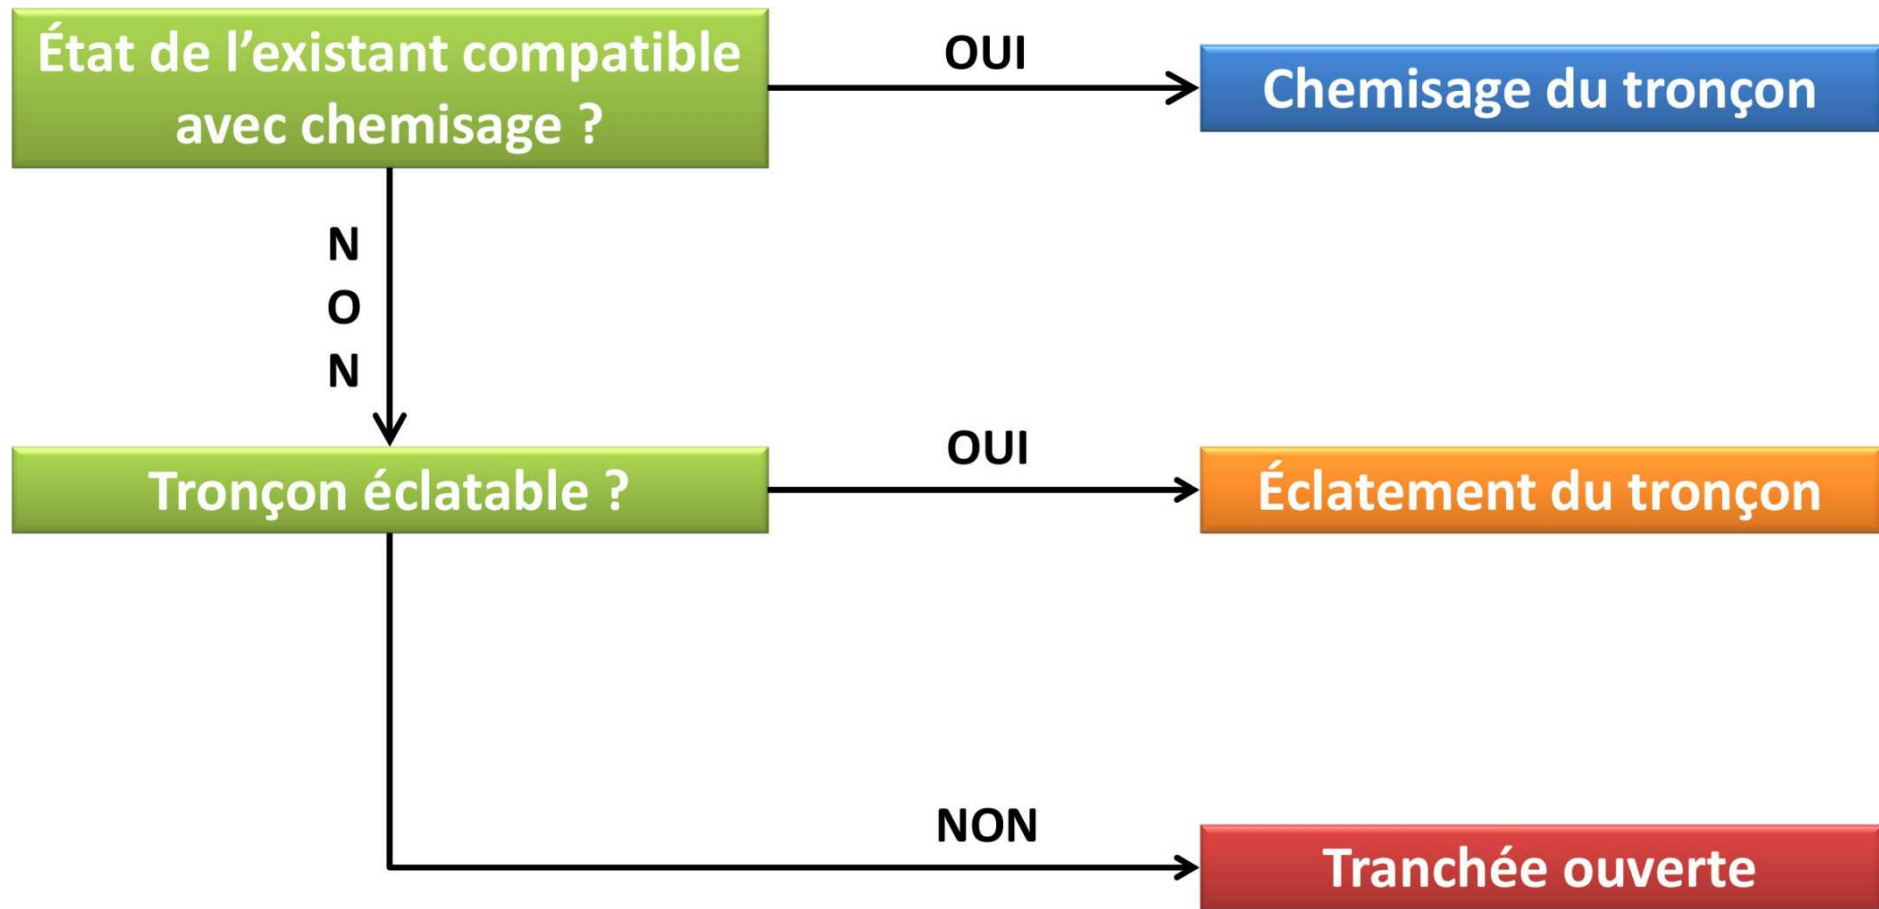 État de l’existant compatible
avec chemisage ?
OUI
Chemisage du tronçon
N
O
N
Tronçon éclatable ?
OUI
Éclatement du tronçon
NON
Tranchée ouverte